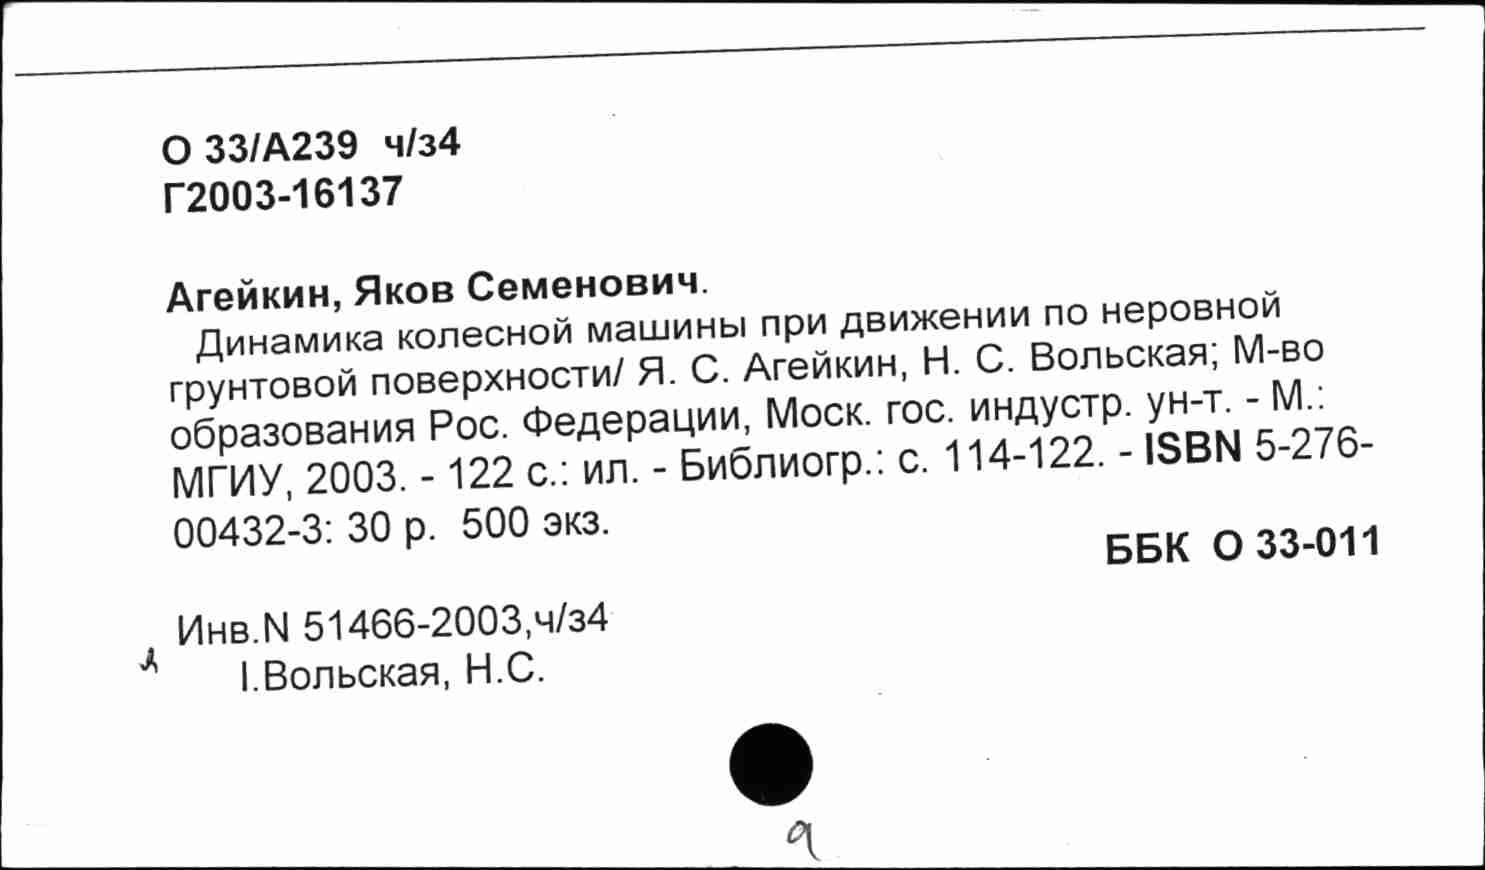 О 33/А239 ч/з4
Г2003-16137
Агейкин, Яков Семенович.
Динамика колесной машины при движении по неровной
грунтовой поверхности/ Я. С. Агейкин, Н. С. Вольская; М-во
образования Рос. Федерации, Моск. гос. индустр. ун-т. - М.:
МГИУ, 2003. - 122 с.: ил. - Библиогр.: с. 114-122. - ISBN 5-276-
00432-3: 30 р. 500 экз.
ББК О 33-011
Инв.N 51466-2003,ч/з4
I.Вольская, Н.С.